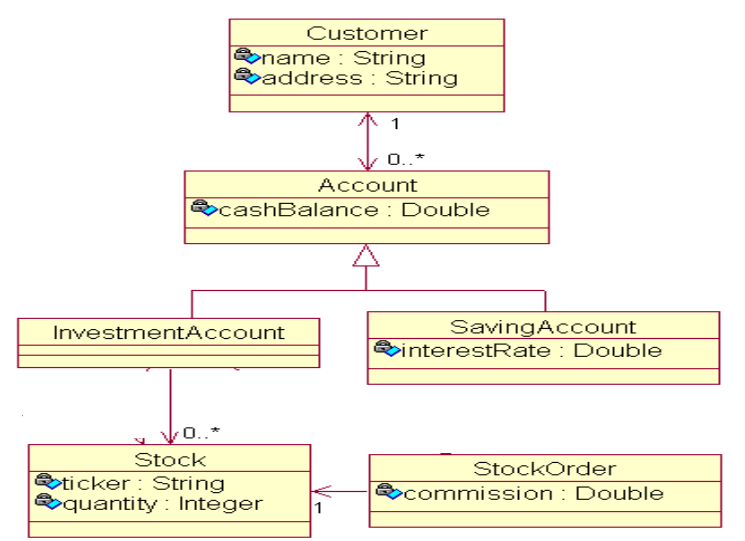 Customer
name : String
address : String
1
0..*
Account
cashBalance : Double
InvestmentAccount
SavingAccount
interestRate : Double
0..*
Stock
ticker : String
quantity : Integer
1
StockOrder
commission : Double